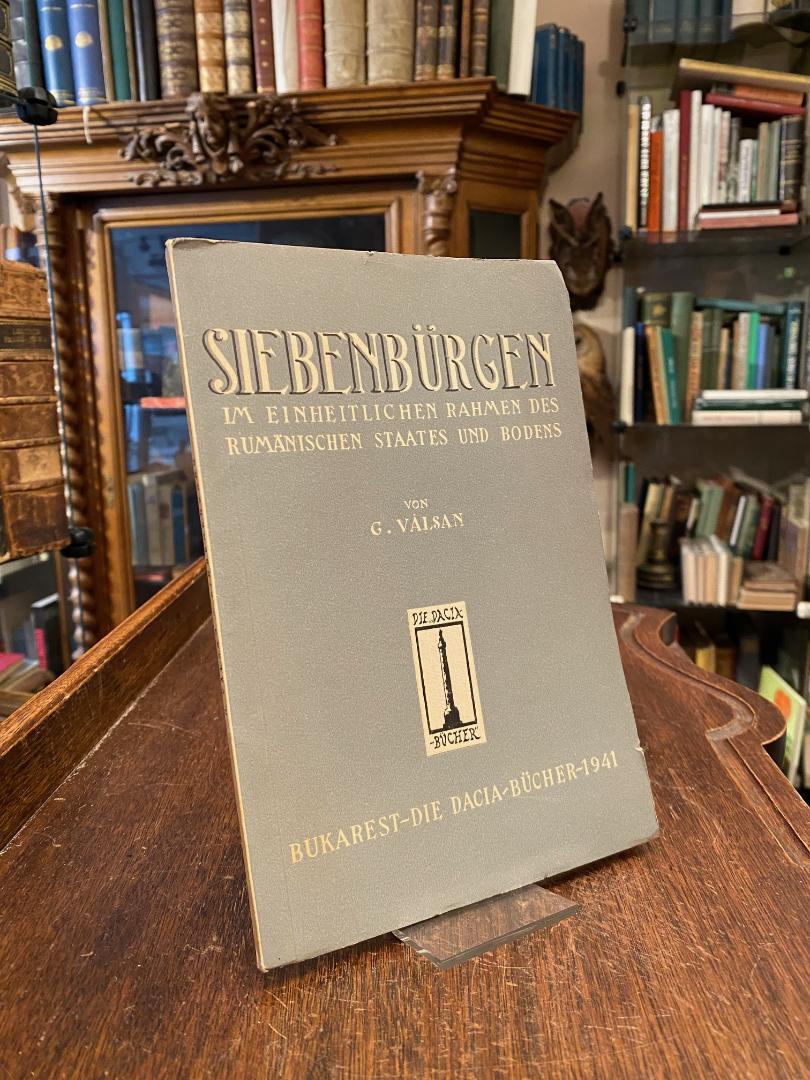 SIEBENBÜRGEN
IM EINHEITLICHEN RAHMEN DES
RUMÄNISCHEN STAATES UND BODENS
VON
G. VÂLSAN
DIE „DACIA-
-BÜCHER“
BUKAREST-DIE DACIA-BÜCHER-1941